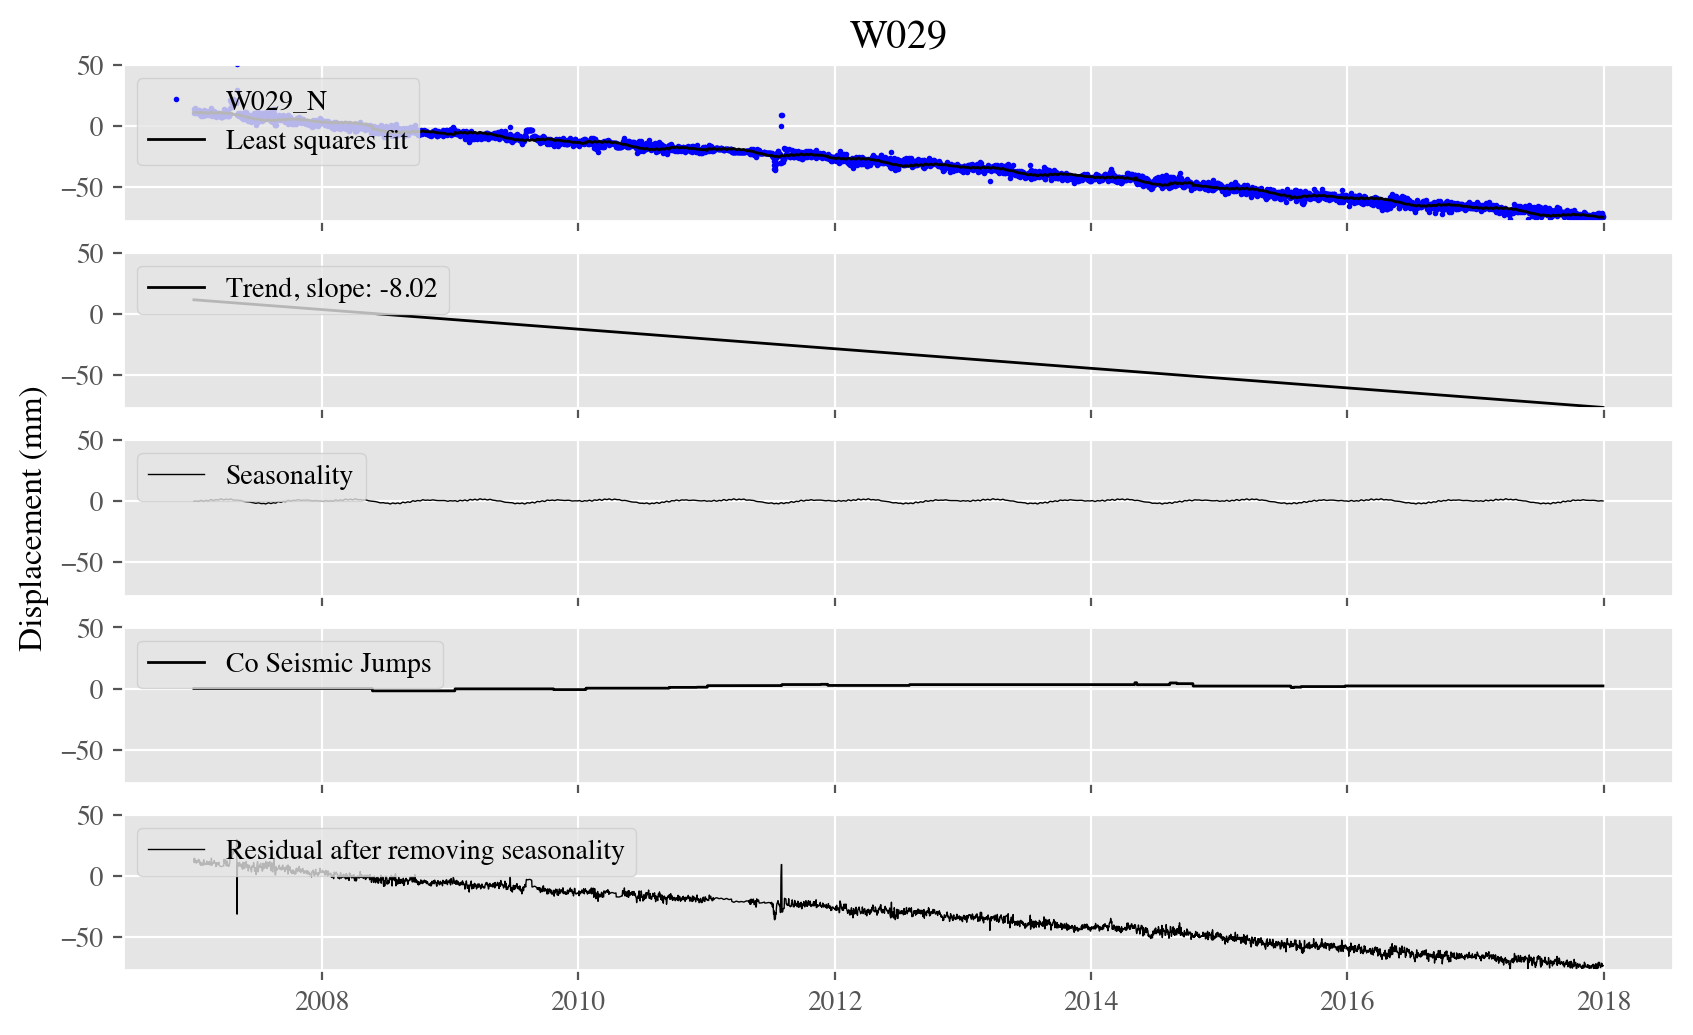 W029
50
0
−50
W029_N
Least squares fit
50
0
−50
Trend, slope: -8.02
Displacement (mm)
50
0
−50
Seasonality
50
0
−50
Co Seismic Jumps
50
0
−50
Residual after removing seasonality
2008 2010 2012 2014 2016 2018